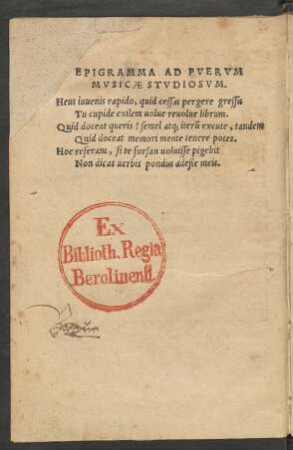 EPIGRAMMA AD PVERVM
MVSICÆ STVDIOSVM.
Heus iuuenis rapido, quid cessas pergere gressu
Tu cupide exilem uolue reuolue librum.
Quid doceat queris? semel atq; iterũ excute, tandem
Quid doceat memori mente tenere potes.
Hoc referam, si te forsan uoluisse pigebit
Non dicas uerbis pondus adesse meis.
Ex
Biblioth. Regia
Berolinensi.